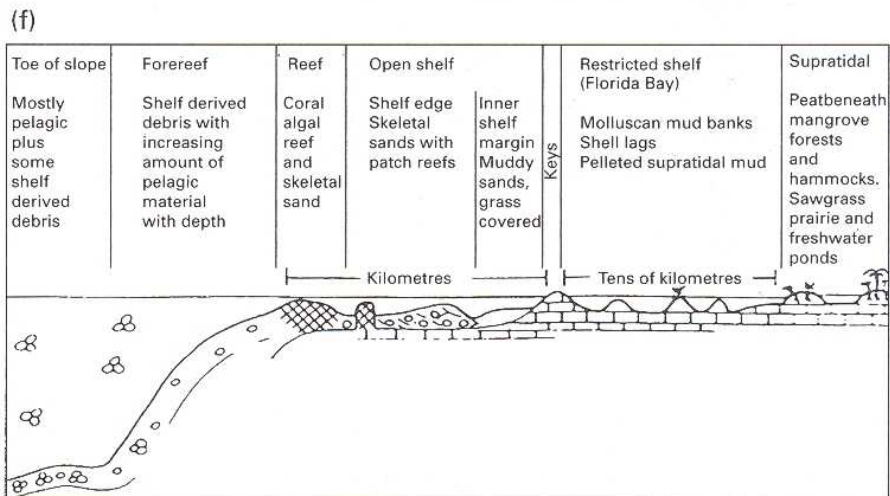 (f)
Toe of slope
Mostly
pelagic
plus
some
shelf
derived
debris
Forereef
Shelf derived
debris with
increasing
amount of
pelagic
material
with depth
Reef
Coral
algal
reef
and
skeletal
sand
Open shelf
Shelf edge
Skeletal
sands with
patch reefs
Inner
shelf
margin
Muddy
sands,
grass
covered
Keys
Restricted shelf
(Florida Bay)
Molluscan mud banks
Shell lags
Pelleted supratidal mud
Supratidal
Peatbeneath
mangrove
forests
and
hammocks.
Sawgrass
prairie and
freshwater
ponds
Kilometres
Tens of kilometres